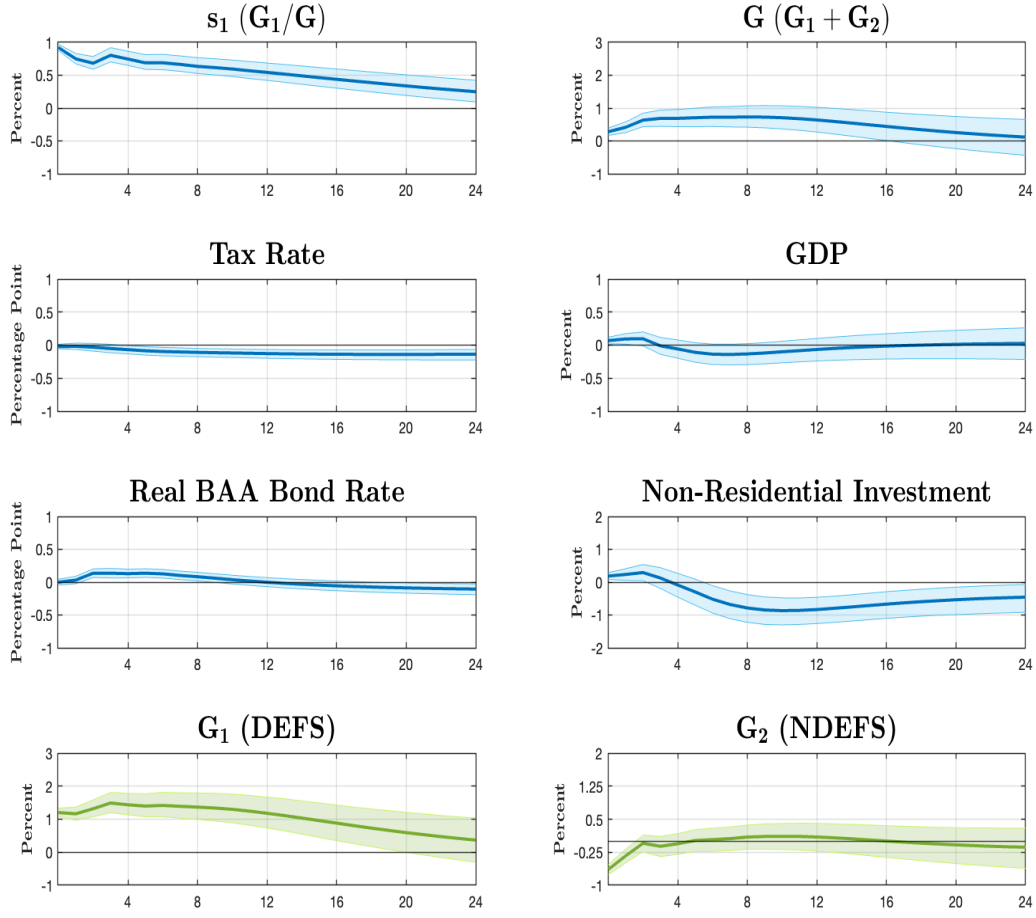 s₁ (G₁/G)
Percent
1
0.5
0
-0.5
-1
4 8 12 16 20 24
G (G₁ + G₂)
Percent
3
2
1
0
-1
4 8 12 16 20 24
Tax Rate
Percentage Point
1
0.5
0
-0.5
-1
4 8 12 16 20 24
GDP
Percent
1
0.5
0
-0.5
-1
4 8 12 16 20 24
Real BAA Bond Rate
Percentage Point
1
0.5
0
-0.5
-1
4 8 12 16 20 24
Non-Residential Investment
Percent
2
1
0
-1
-2
4 8 12 16 20 24
G₁ (DEFS)
Percent
3
2
1
0
-1
4 8 12 16 20 24
G₂ (NDEFS)
Percent
2
1.25
0.5
-0.25
-1
4 8 12 16 20 24